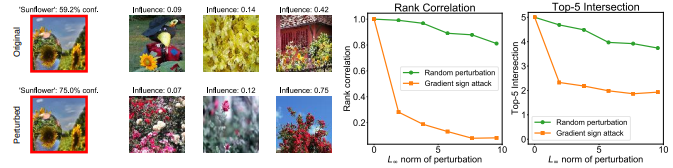 'Sunflower': 59.2% conf.
Influence: 0.09
Influence: 0.14
Influence: 0.42
Original
'Sunflower': 75.0% conf.
Influence: 0.07
Influence: 0.12
Influence: 0.75
Perturbed
Rank Correlation
Rank correlation
1.0
0.8
0.6
0.4
0.2
Random perturbation
Gradient sign attack
0
2
4
6
8
10
L∞ norm of perturbation
Top-5 Intersection
Top-5 Intersection
5
4
3
2
1
0
Random perturbation
Gradient sign attack
0
2
4
6
8
10
L∞ norm of perturbation